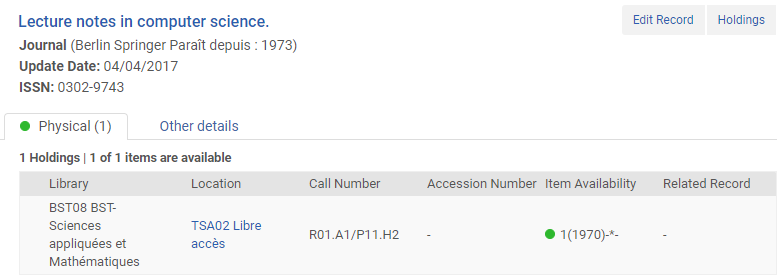 Lecture notes in computer science.
Edit Record
Holdings
Journal (Berlin Springer Paraît depuis : 1973)
Update Date: 04/04/2017
ISSN: 0302-9743
Physical (1)
Other details
1 Holdings | 1 of 1 items are available
Library Location Call Number Accession Number Item Availability Related Record
BST08 BST-
Sciences
appliquées et
Mathématiques
TSA02 Libre
accès
R01.A1/P11.H2
-
1(1970)-*-
-